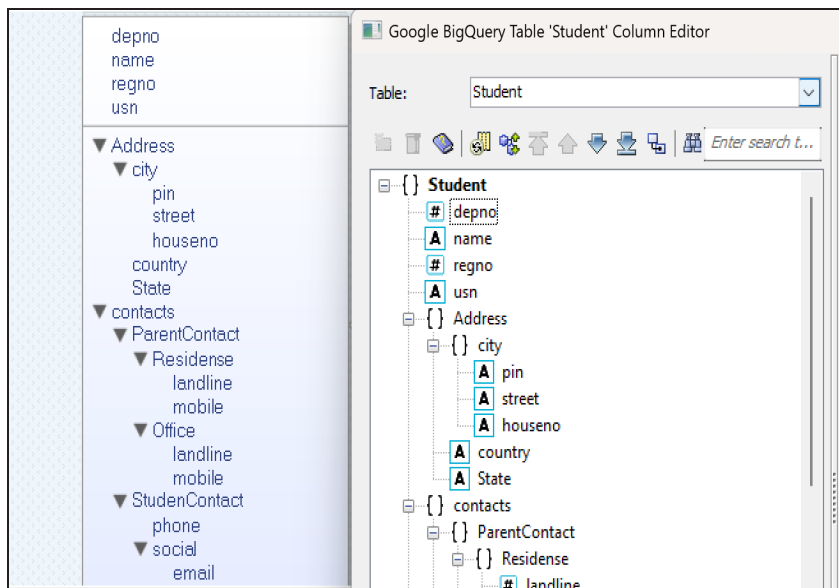 depno
name
regno
usn
Address
city
pin
street
houseno
country
State
contacts
ParentContact
Residense
landline
mobile
Office
landline
mobile
StudenContact
phone
social
email
Google BigQuery Table 'Student' Column Editor
Table:
Student
Enter search t...
{ } Student
# depno
A name
# regno
A usn
{ } Address
{ } city
A pin
A street
A houseno
A country
A State
{ } contacts
{ } ParentContact
{ } Residense
# landline